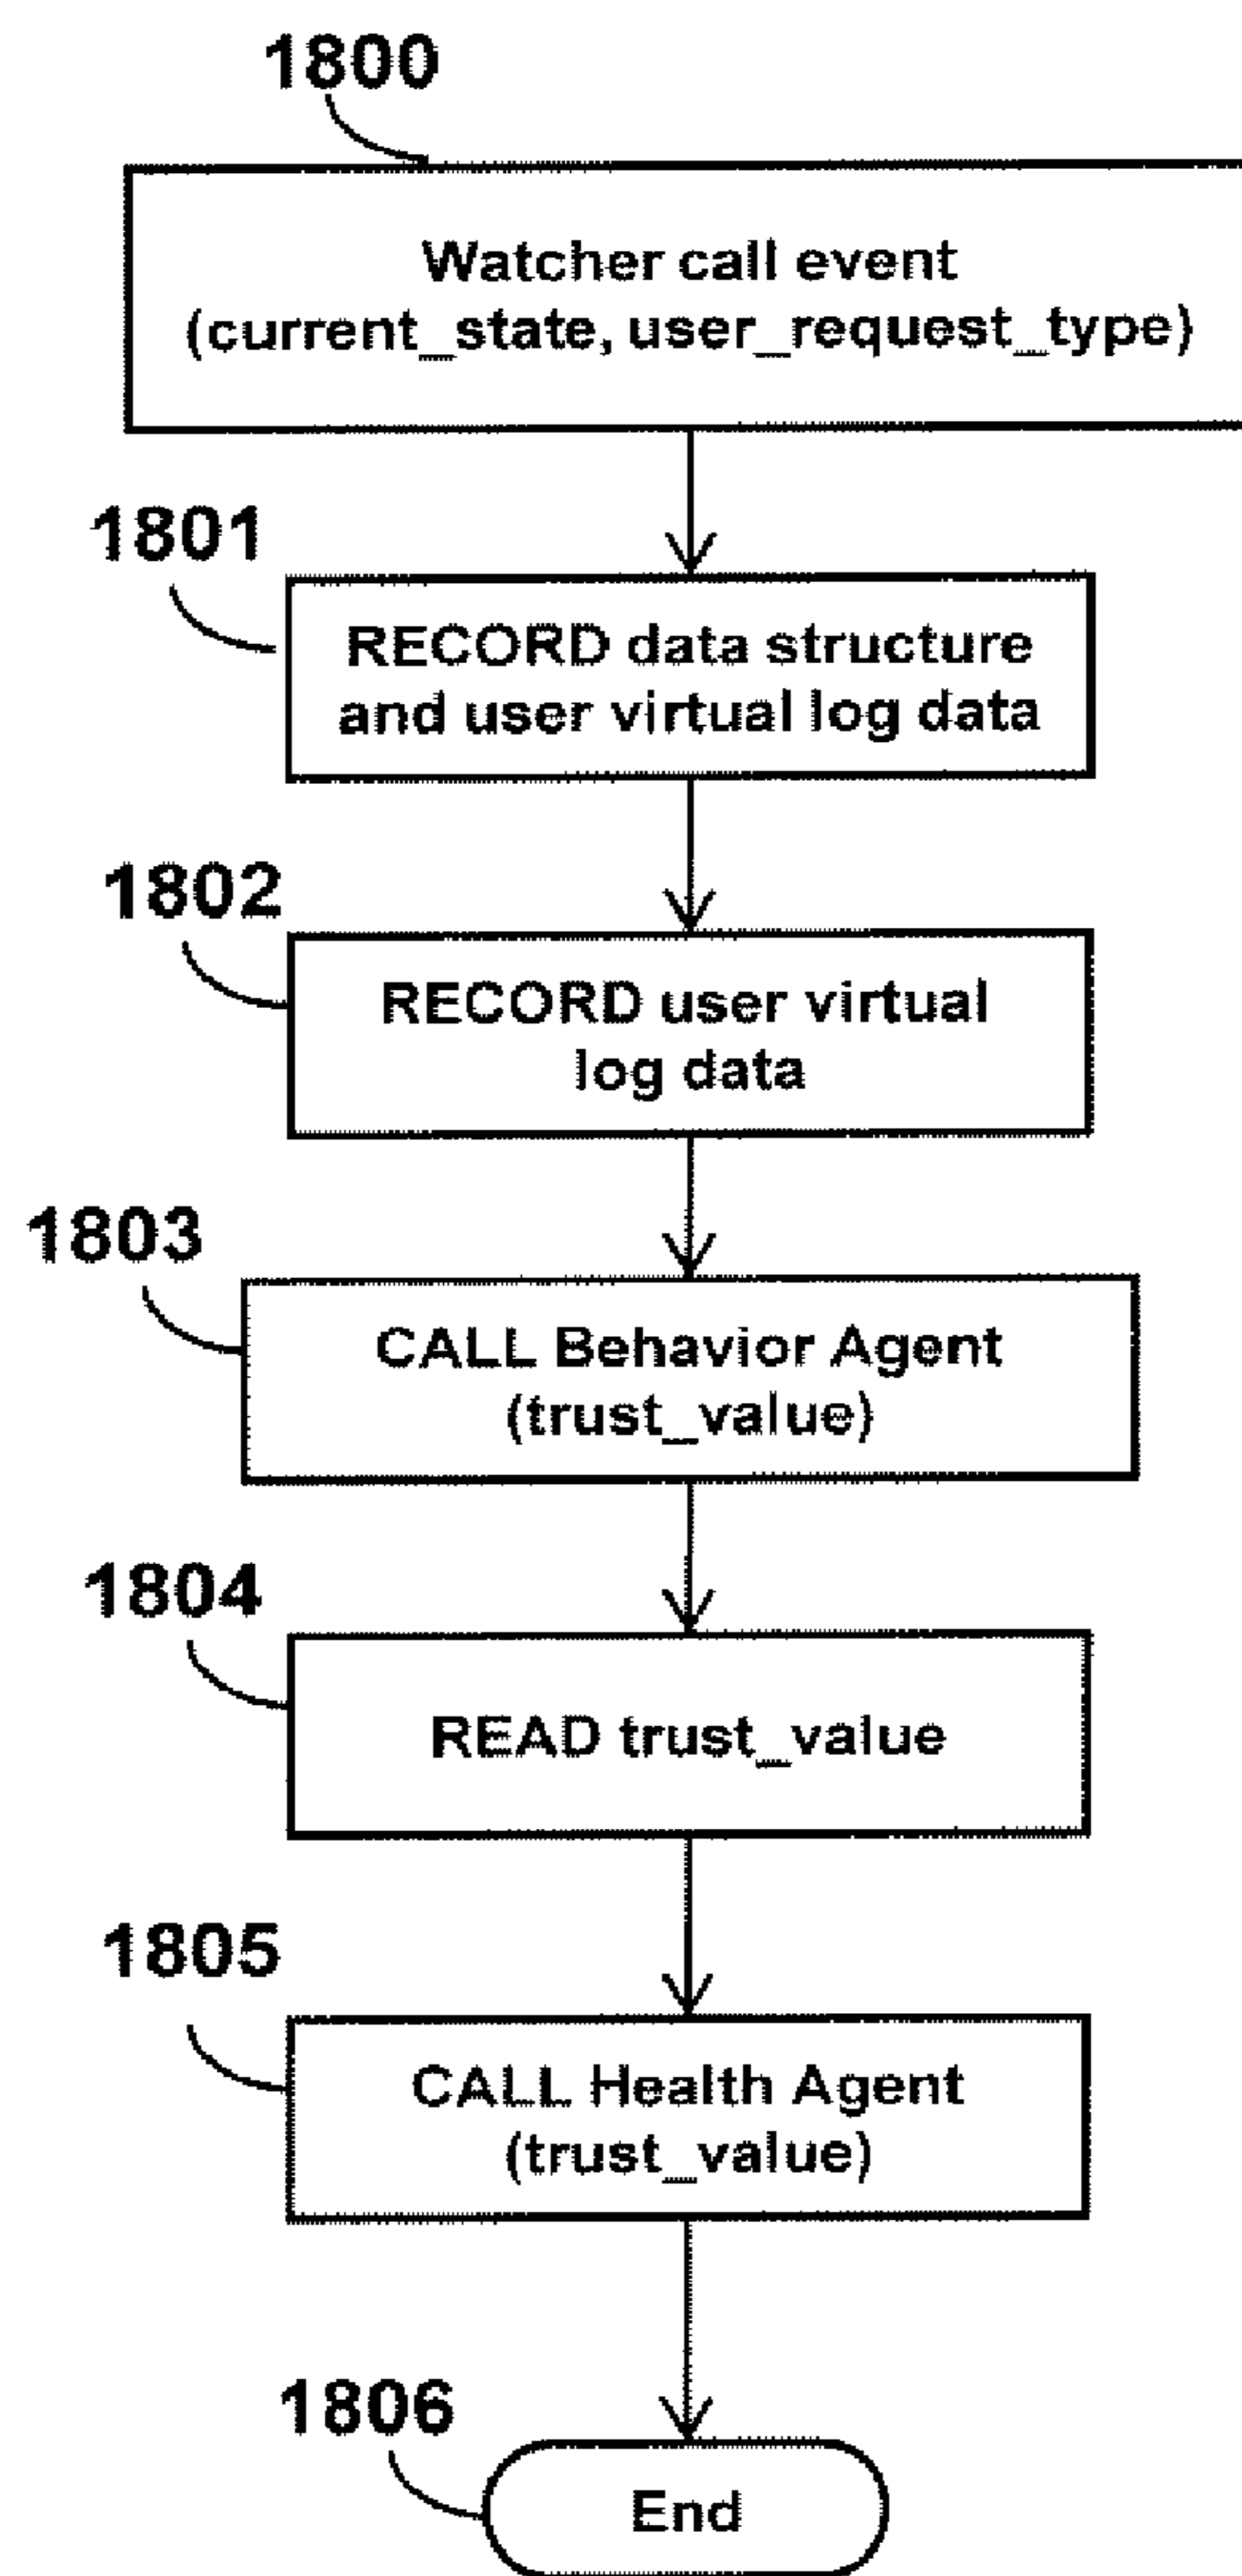 1800
Watcher call event
(current_state, user_request_type)
1801
RECORD data structure
and user virtual log data
1802
RECORD user virtual
log data
1803
CALL Behavior Agent
(trust_value)
1804
READ trust_value
1805
CALL Health Agent
(trust_value)
1806
End